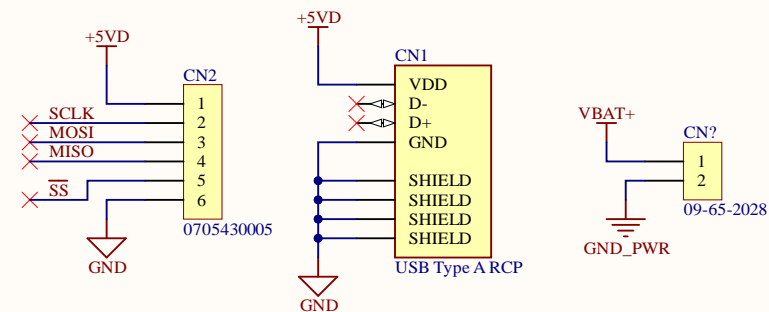 +5VD
CN2
1
SCLK 2
MOSI 3
MISO 4
5
SS 6
0705430005
GND
+5VD
CN1
VDD
D-
D+
GND
SHIELD
SHIELD
SHIELD
SHIELD
USB Type A RCP
GND
VBAT+
CN?
1
2
09-65-2028
GND_PWR